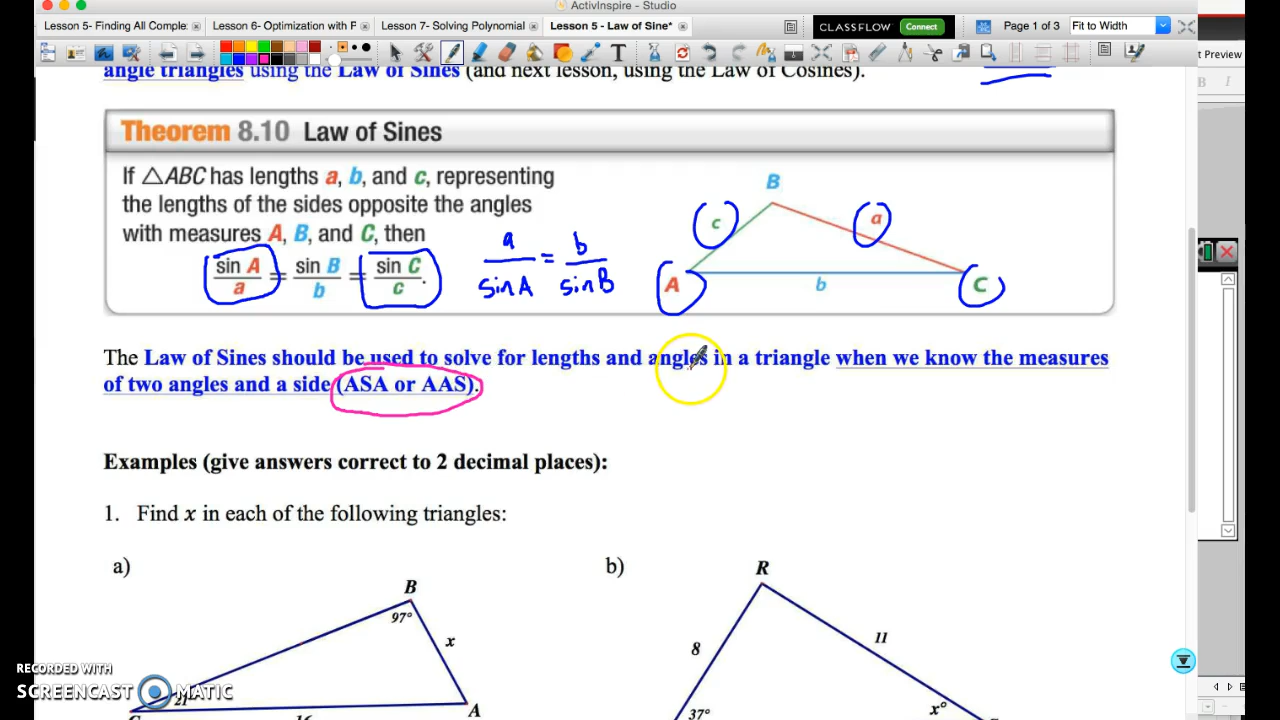 ActivInspire - Studio
Lesson 5- Finding All Comple:
Lesson 6- Optimization with F
Lesson 7- Solving Polynomial
Lesson 5 - Law of Sine*
CLASSFLOW Connect
Page 1 of 3
Fit to Width
t Preview
B I
angle triangles using the Law of Sines (and next lesson, using the Law of Cosines).
Theorem 8.10 Law of Sines
If △ABC has lengths a, b, and c, representing
the lengths of the sides opposite the angles
with measures A, B, and C, then
sin A / a = sin B / b = sin C / c.
a / sin A = b / sin B
B
c
a
A
b
C
The Law of Sines should be used to solve for lengths and angles in a triangle when we know the measures
of two angles and a side (ASA or AAS).
Examples (give answers correct to 2 decimal places):
1. Find x in each of the following triangles:
a)
B
97°
x
21°
A
b)
R
8
11
37°
x°
RECORDED WITH
SCREENCAST MATIC